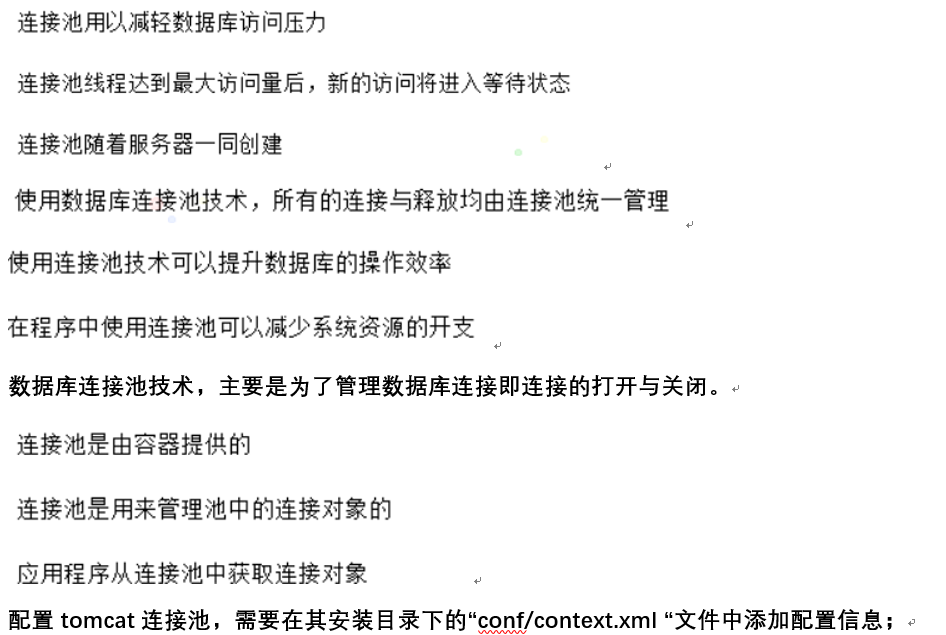 连接池用以减轻数据库访问压力
连接池线程达到最大访问量后，新的访问将进入等待状态
连接池随着服务器一同创建
使用数据库连接池技术，所有的连接与释放均由连接池统一管理
使用连接池技术可以提升数据库的操作效率
在程序中使用连接池可以减少系统资源的开支
数据库连接池技术，主要是为了管理数据库连接即连接的打开与关闭。
连接池是由容器提供的
连接池是用来管理池中的连接对象的
应用程序从连接池中获取连接对象
配置 tomcat 连接池，需要在其安装目录下的“conf/context.xml “文件中添加配置信息；